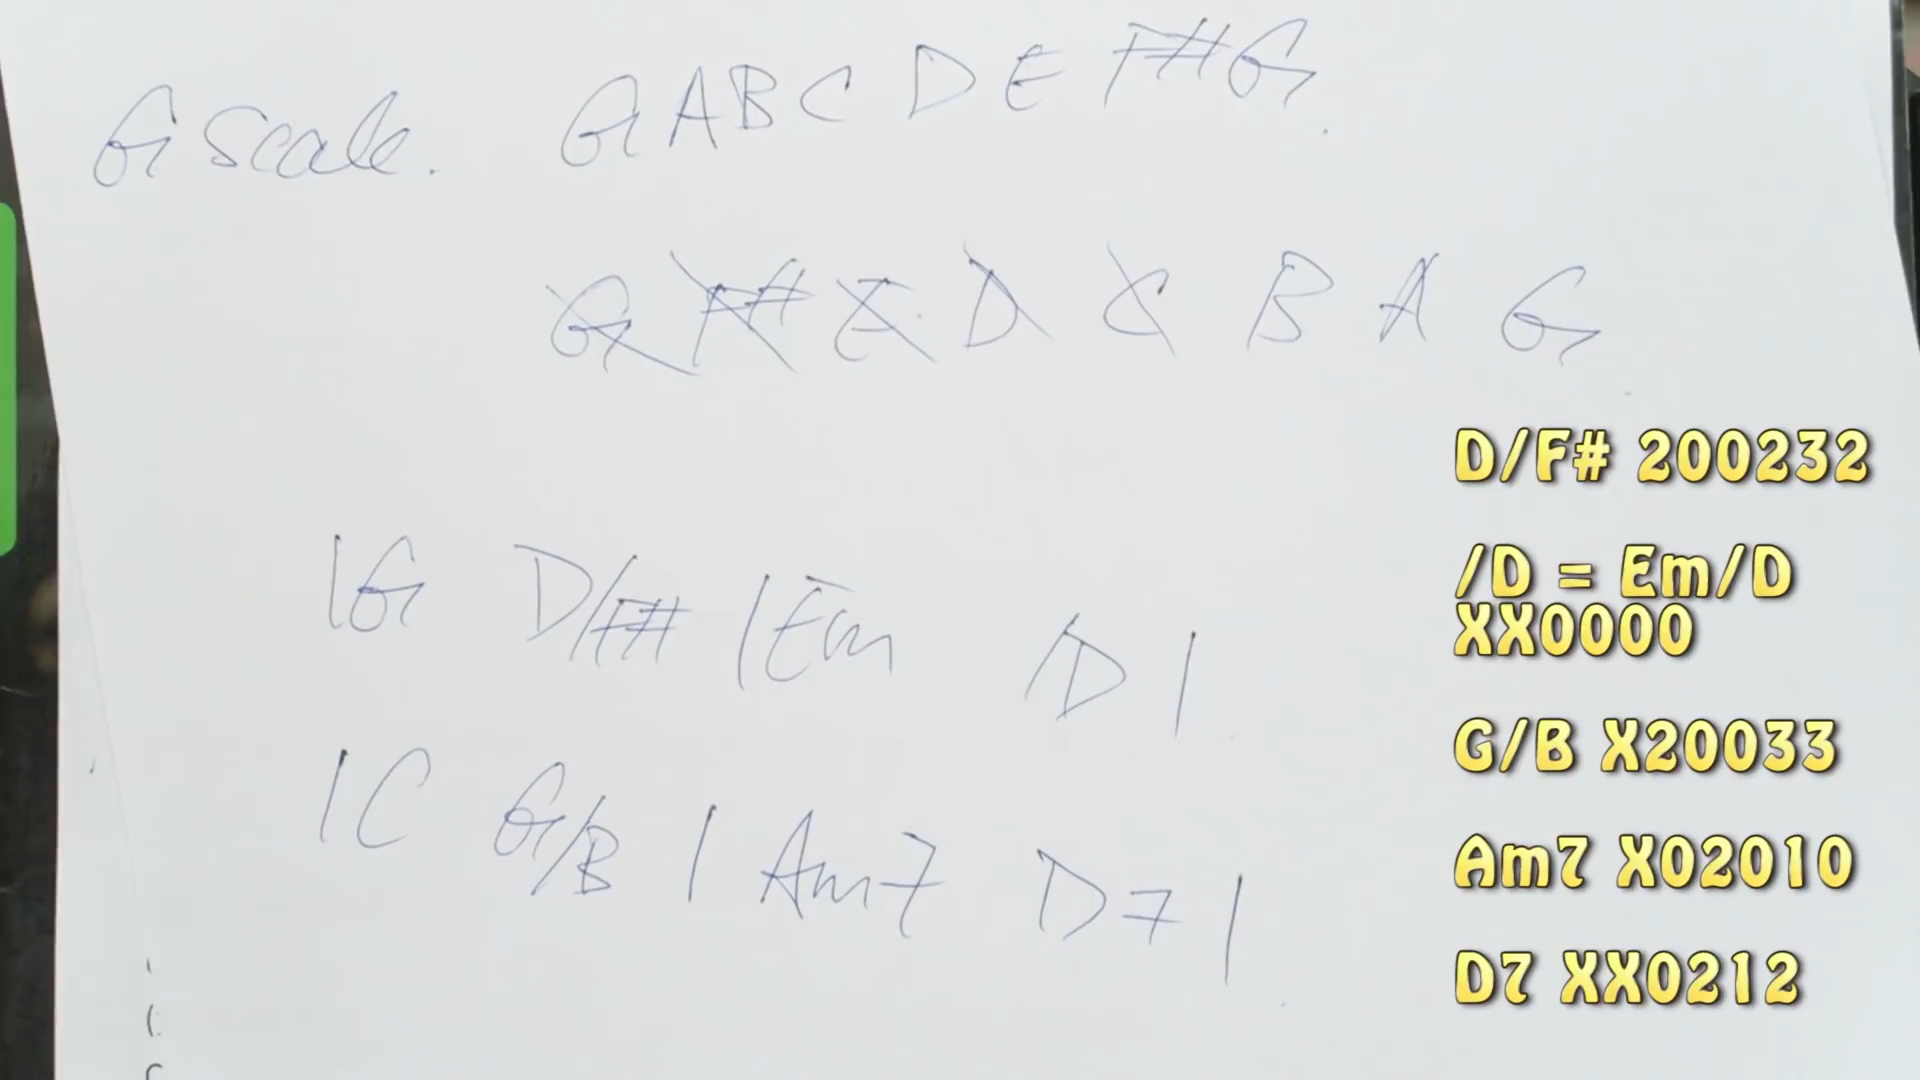 G scale. G A B C D E F# G.
G F# E D C B A G
| G D/F# | Em /D |
| C G/B | Am7 D7 |
D/F# 200232
/D = Em/D
XX0000
G/B X20033
Am7 X02010
D7 XX0212